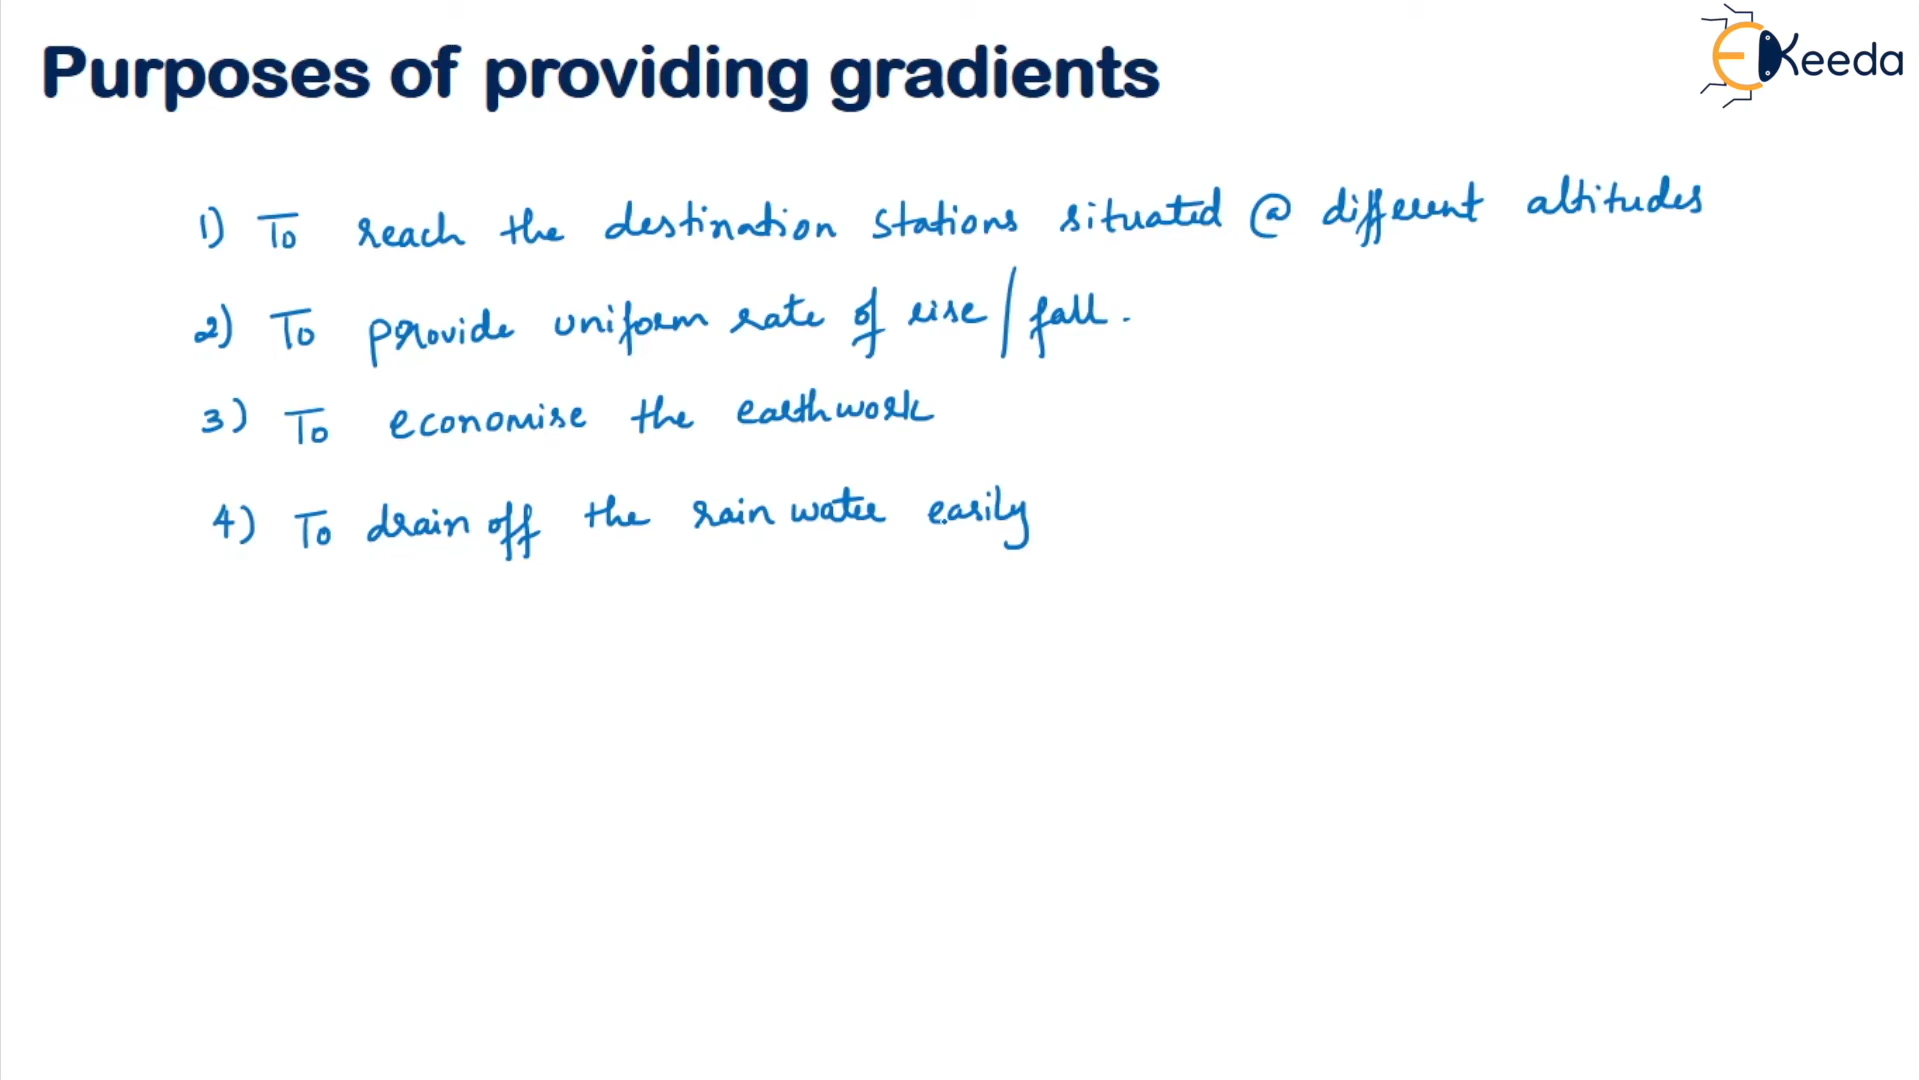 Purposes of providing gradients
EKeeda
1) To reach the destination stations situated @ different altitudes
2) To provide uniform rate of rise/fall.
3) To economise the earthwork
4) To drain off the rain water easily